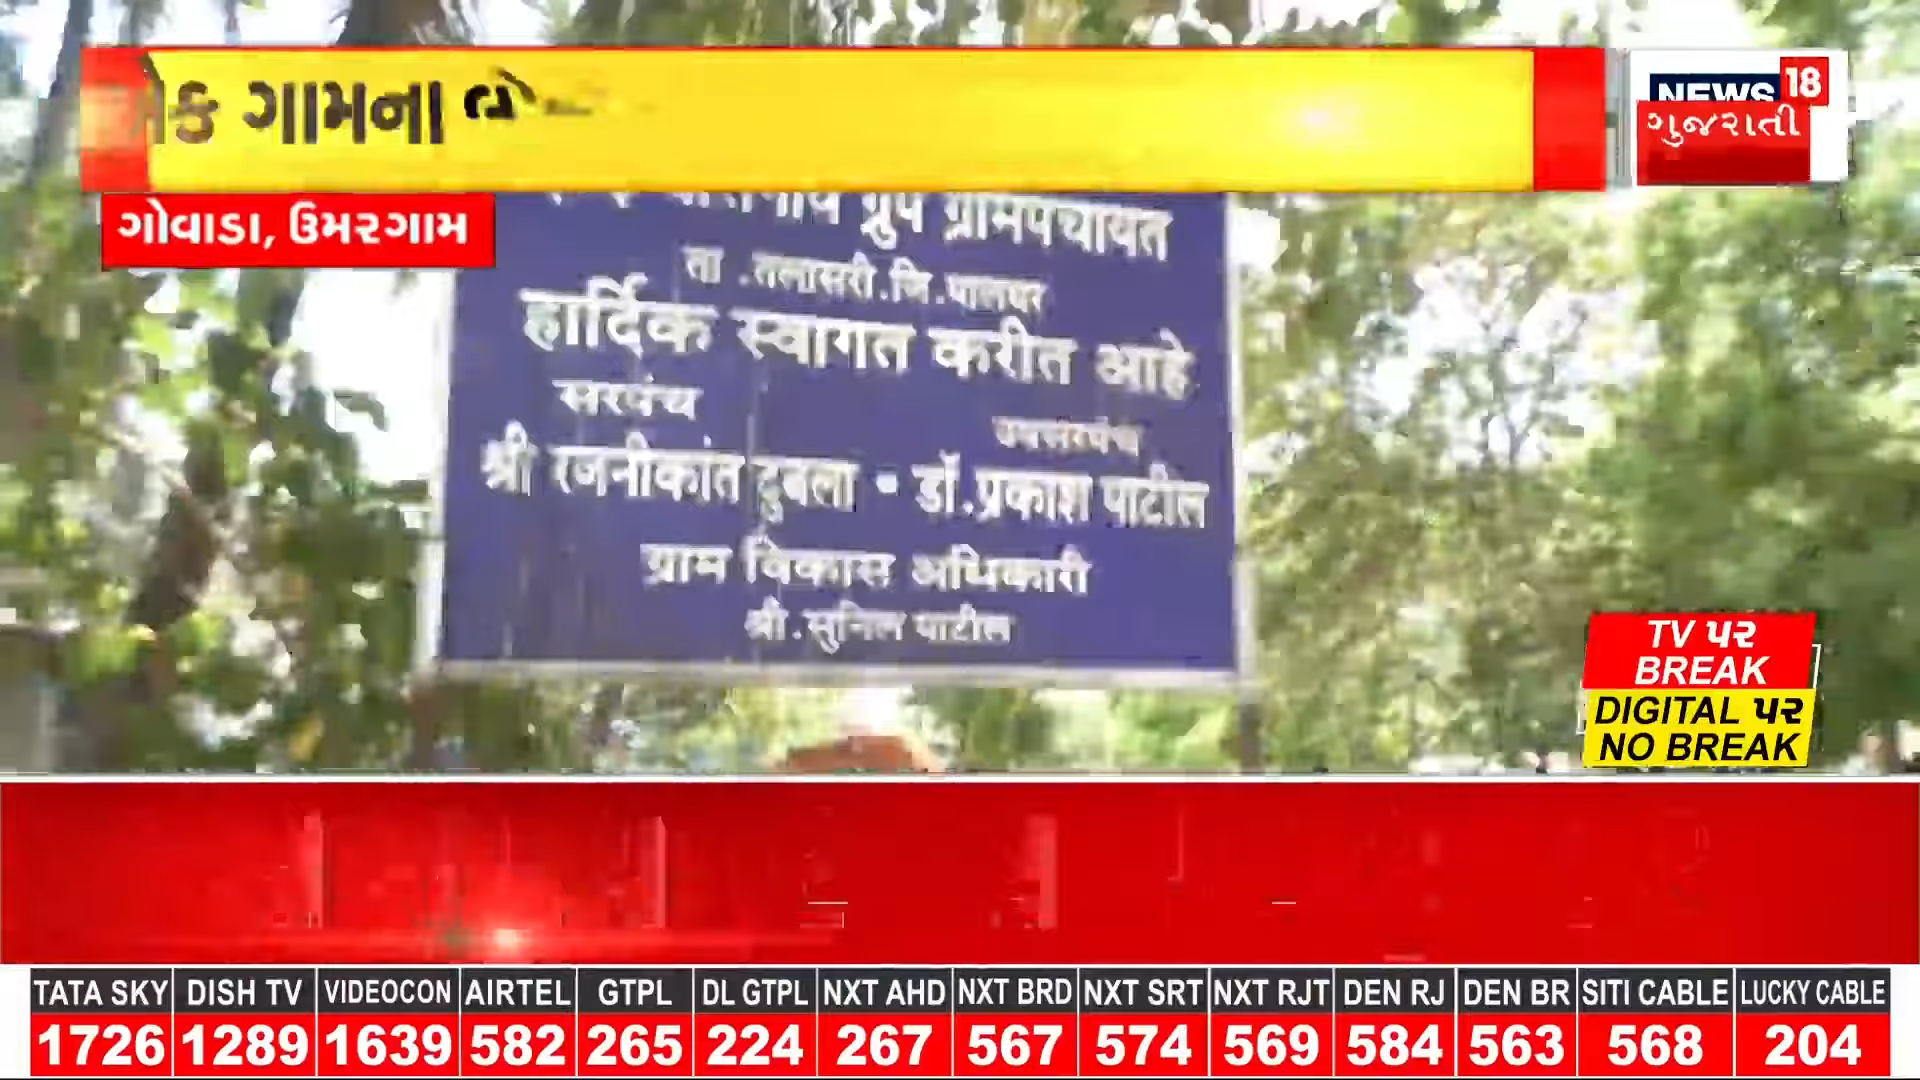 ગામના
NEWS 18
ગુજરાતી
ગોવાડા, ઉમરગામ
ग्रुप ग्रामपंचायत
ता .तलासरी.जि.पालघर
हार्दिक स्वागत करीत आहे
सरपंच
उपसरपंच
श्री रजनीकांत दुबला - डॉ.प्रकाश पाटील
ग्राम विकास अधिकारी
श्री.सुनिल पाटील
TV પર
BREAK
DIGITAL પર
NO BREAK
TATA SKY DISH TV VIDEOCON AIRTEL GTPL DL GTPL NXT AHD NXT BRD NXT SRT NXT RJT DEN RJ DEN BR SITI CABLE LUCKY CABLE
1726 1289 1639 582 265 224 267 567 574 569 584 563 568 204